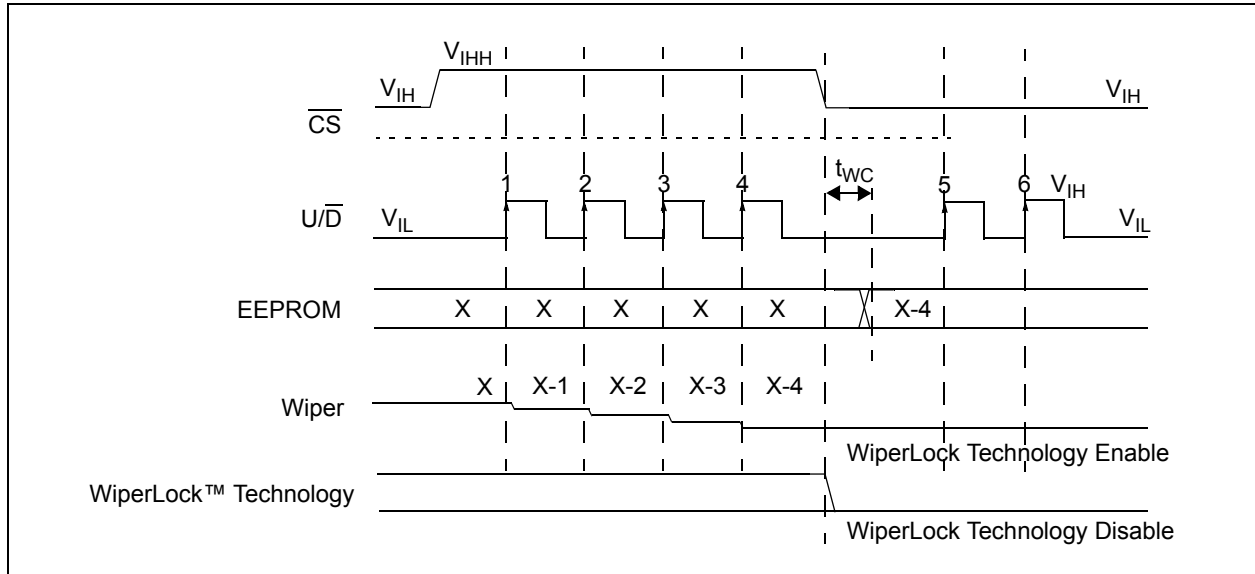 V_IHH
V_IH V_IH
C̅S̅
t_WC
1 2 3 4 5 6 V_IH
U/D̅ V_IL V_IL
EEPROM X X X X X X-4
X X-1 X-2 X-3 X-4
Wiper
WiperLock Technology Enable
WiperLock™ Technology
WiperLock Technology Disable